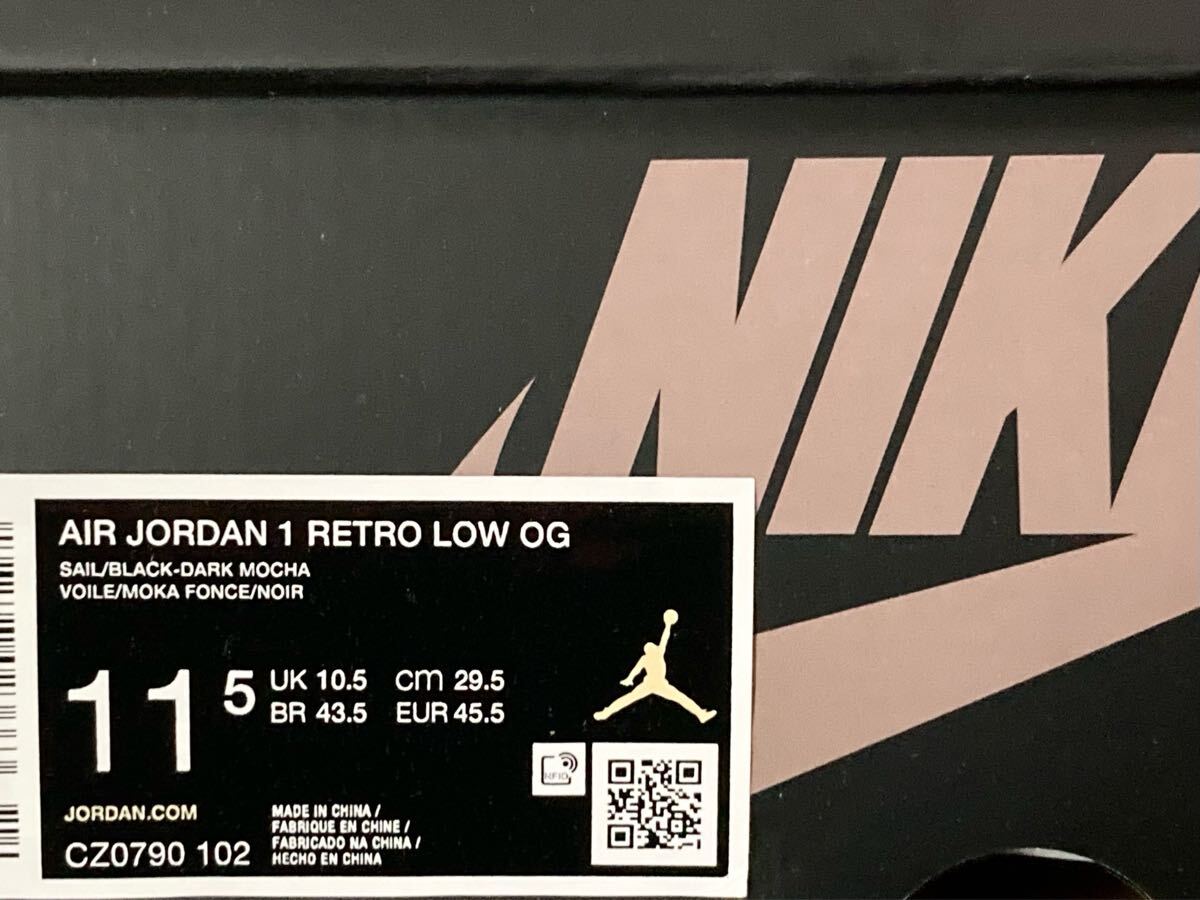 NIK
AIR JORDAN 1 RETRO LOW OG
SAIL/BLACK-DARK MOCHA
VOILE/MOKA FONCE/NOIR
11 5
UK 10.5 cm 29.5
BR 43.5 EUR 45.5
RFID
JORDAN.COM
CZ0790 102
MADE IN CHINA /
FABRIQUE EN CHINE /
FABRICADO NA CHINA /
HECHO EN CHINA